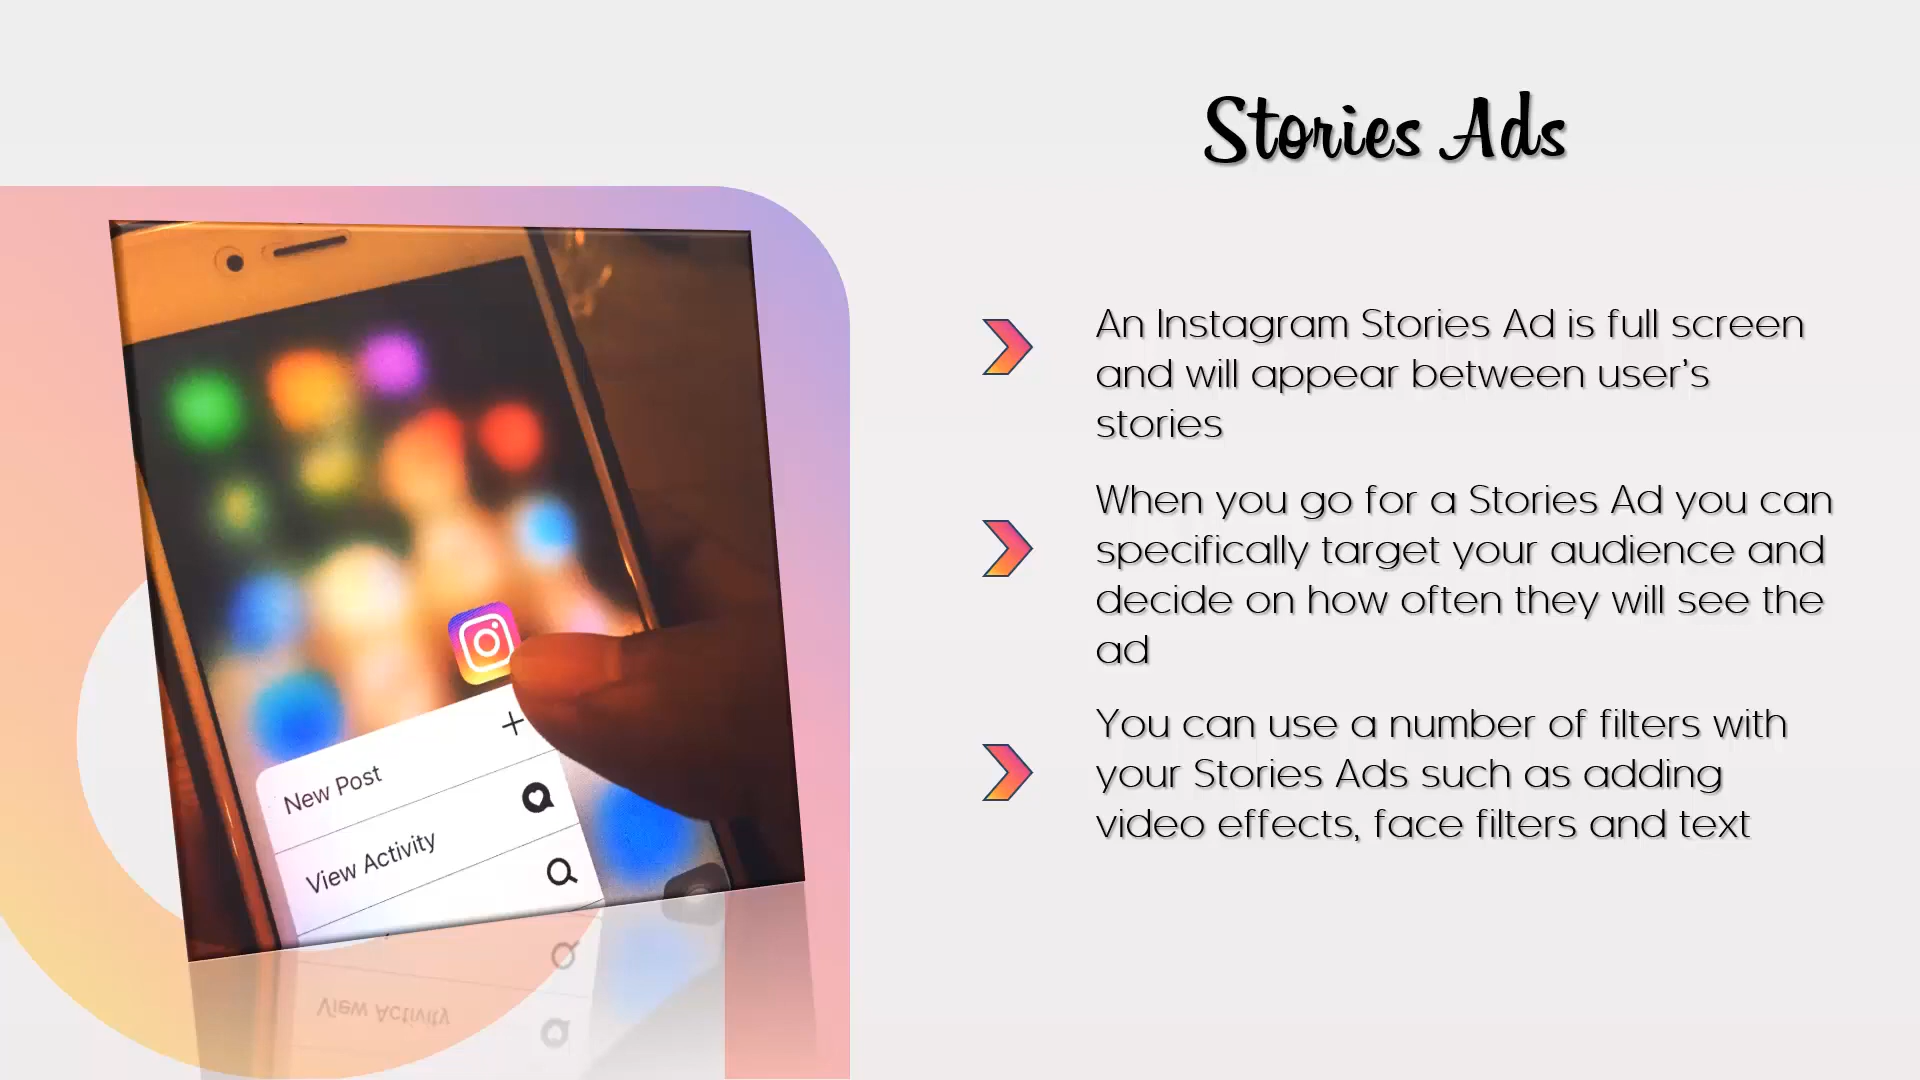 Stories Ads
An Instagram Stories Ad is full screen
and will appear between user’s
stories
When you go for a Stories Ad you can
specifically target your audience and
decide on how often they will see the
ad
You can use a number of filters with
your Stories Ads such as adding
video effects, face filters and text
New Post
View Activity
View Activity